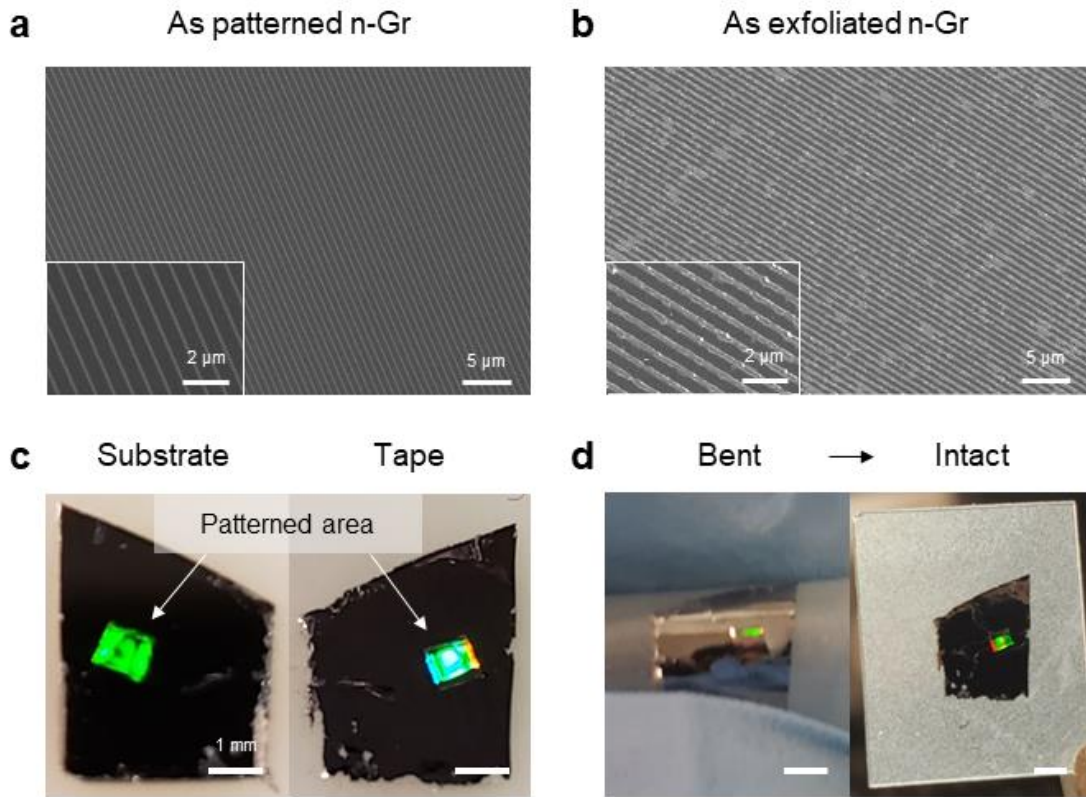 a As patterned n-Gr
b As exfoliated n-Gr
2 µm
5 µm
2 µm
5 µm
c Substrate Tape
d Bent → Intact
Patterned area
1 mm